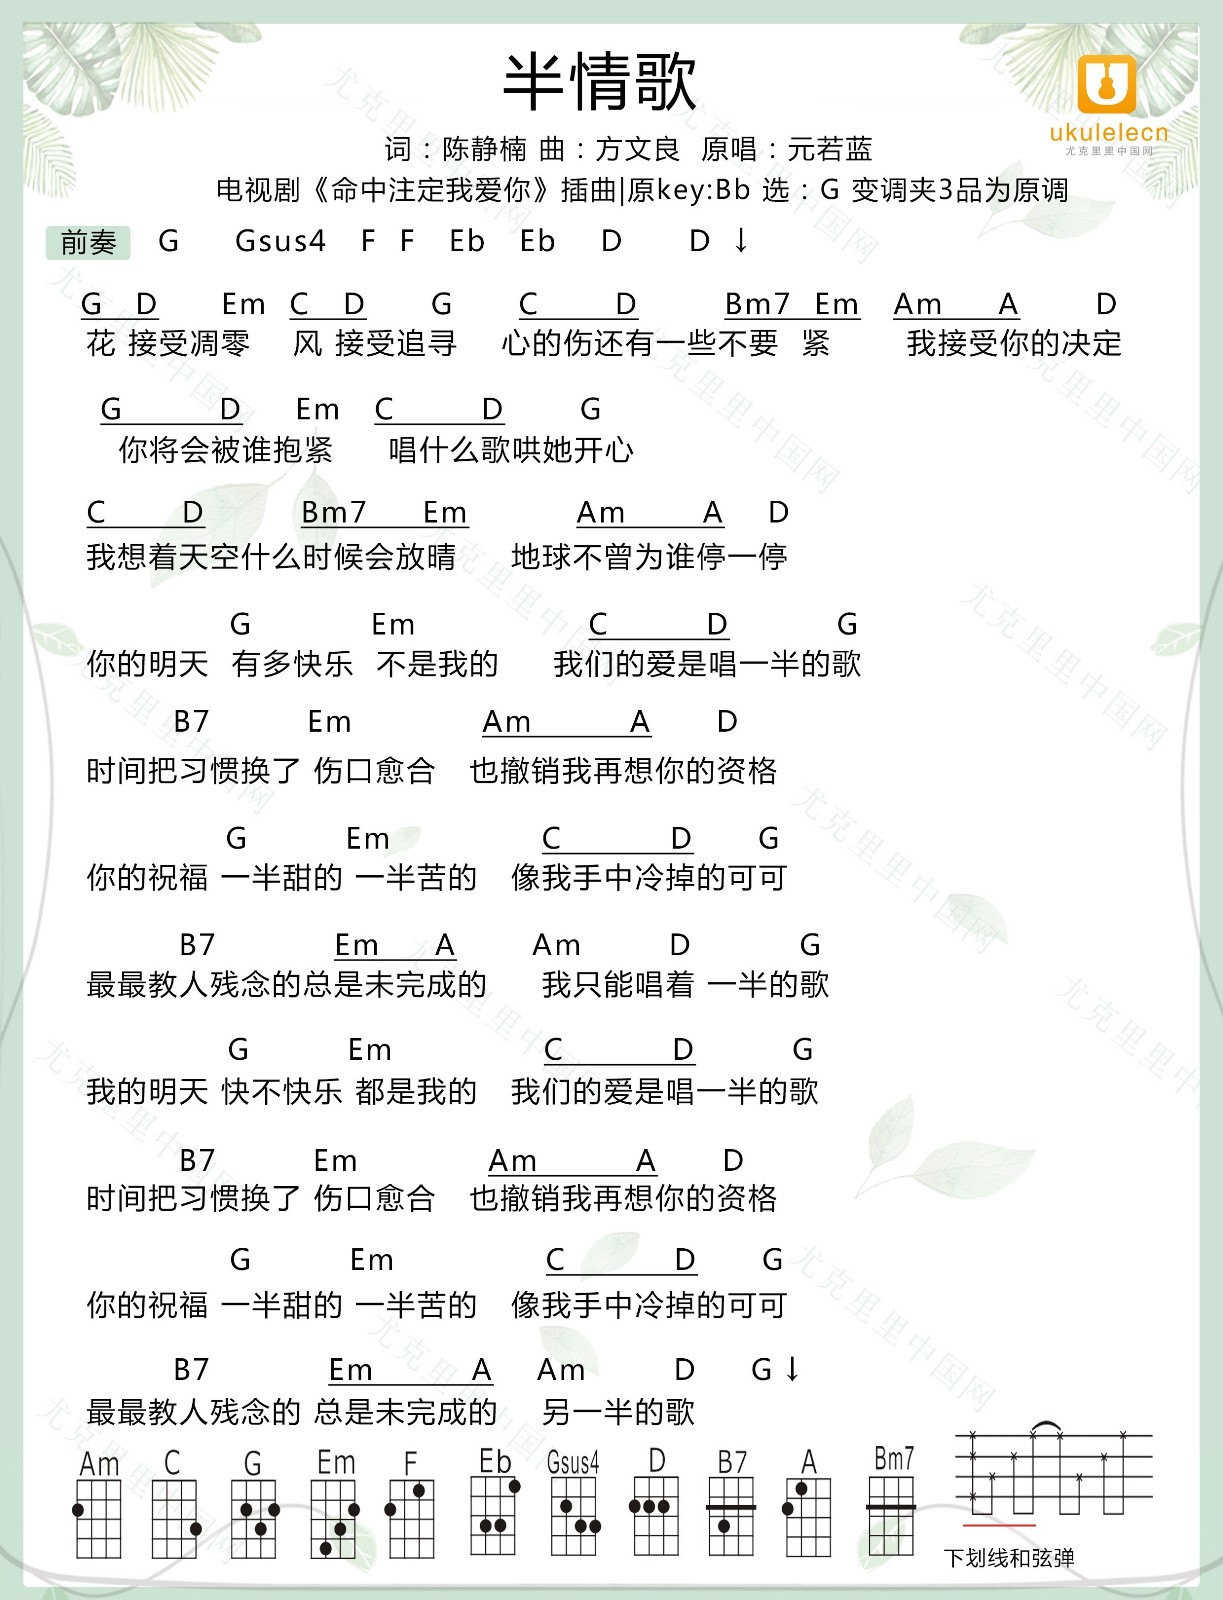 半情歌
ukulelecn
尤克里里中国网
词：陈静楠 曲：方文良 原唱：元若蓝
电视剧《命中注定我爱你》插曲|原key:Bb 选：G 变调夹3品为原调
前奏 G Gsus4 F F Eb Eb D D ↓
G D Em C D G C D Bm7 Em Am A D
花 接受凋零 风 接受追寻 心的伤还有一些不要 紧 我接受你的决定
G D Em C D G
你将会被谁抱紧 唱什么歌哄她开心
C D Bm7 Em Am A D
我想着天空什么时候会放晴 地球不曾为谁停一停
G Em C D G
你的明天 有多快乐 不是我的 我们的爱是唱一半的歌
B7 Em Am A D
时间把习惯换了 伤口愈合 也撤销我再想你的资格
G Em C D G
你的祝福 一半甜的 一半苦的 像我手中冷掉的可可
B7 Em A Am D G
最最教人残念的总是未完成的 我只能唱着 一半的歌
G Em C D G
我的明天 快不快乐 都是我的 我们的爱是唱一半的歌
B7 Em Am A D
时间把习惯换了 伤口愈合 也撤销我再想你的资格
G Em C D G
你的祝福 一半甜的 一半苦的 像我手中冷掉的可可
B7 Em A Am D G ↓
最最教人残念的 总是未完成的 另一半的歌
Am C G Em F Eb Gsus4 D B7 A Bm7
下划线和弦弹